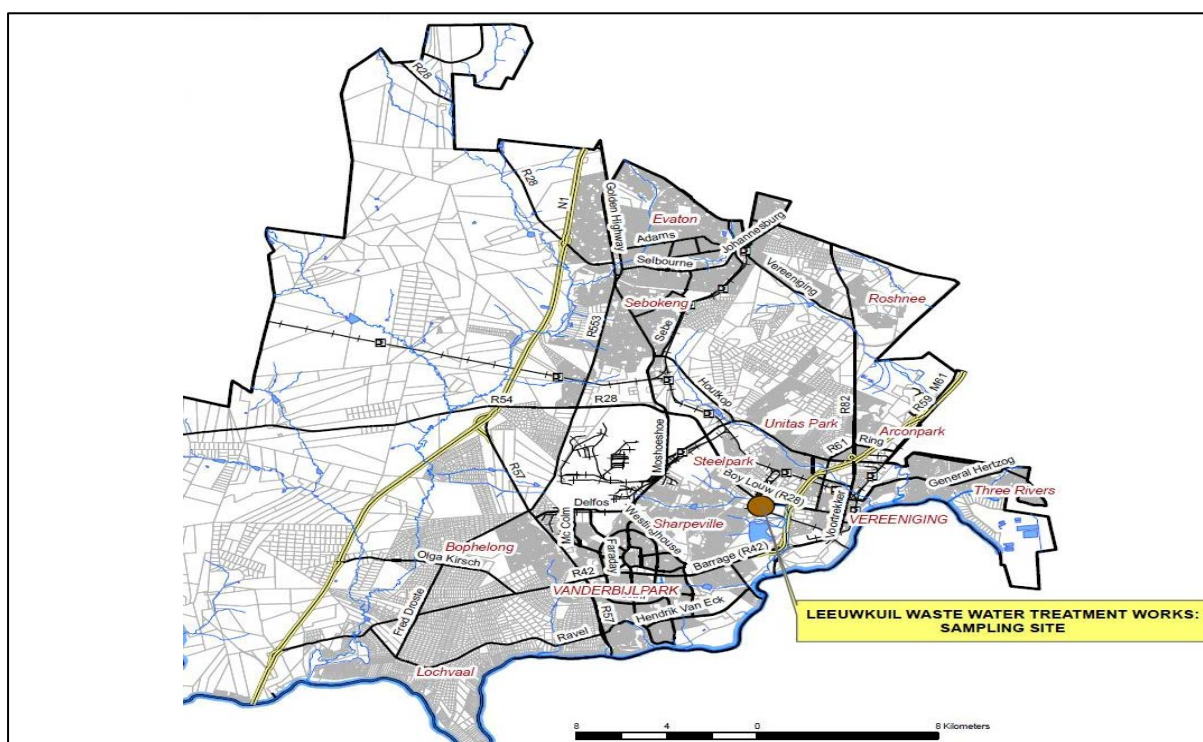 R28
R28
N1
Golden Highway
Evaton
Adams
Johannesburg
Selbourne
Vereeniging
Roshnee
Sebokeng
R553
Sebe
Houtkop
R54
R28
R82
R59
M61
Unitas Park
Arconpark
R61
Ring
Moshoeshoe
Steelpark
R57
Boy Louw (R28)
General Hertzog
Three Rivers
Delfos
Westinghouse
Sharpeville
Voortrekker
VEREENIGING
Mc Colm
Faraday
Bophelong
Olga Kirsch
Barrage (R42)
R42
VANDERBIJLPARK
Fred Droste
R57
Hendrik Van Eck
Ravel
Lochvaal
LEEUWKUIL WASTE WATER TREATMENT WORKS:
SAMPLING SITE
8 4 0 8 Kilometers